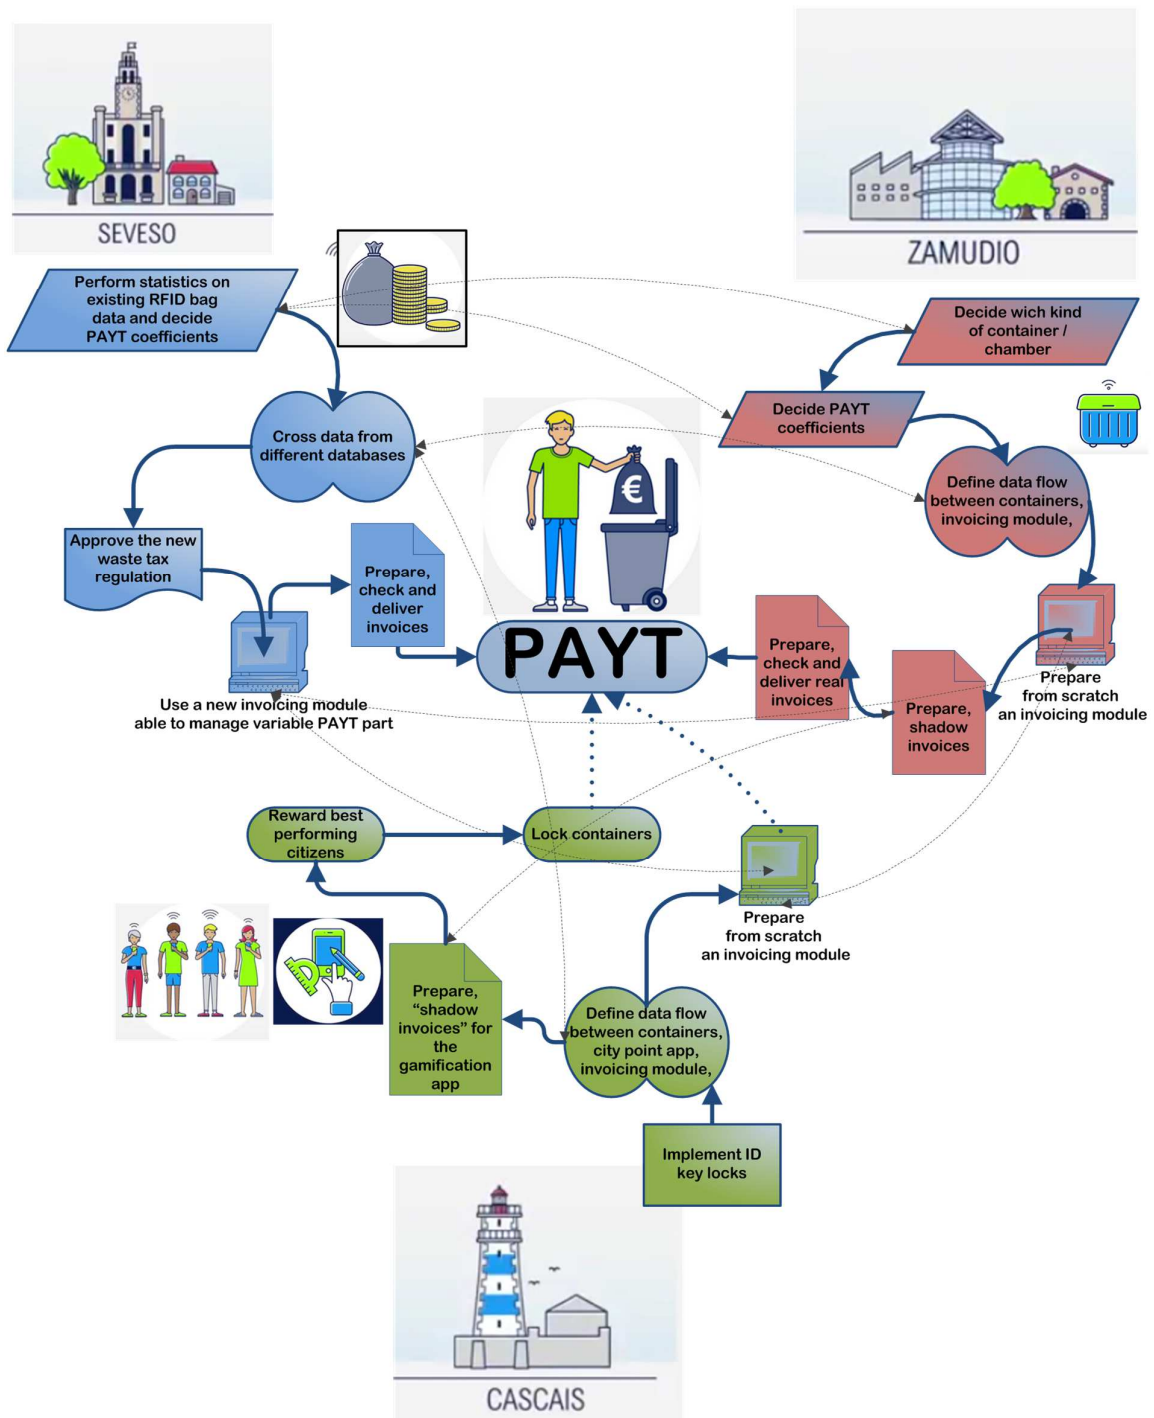 SEVESO
ZAMUDIO
Perform statistics on
existing RFID bag
data and decide
PAYT coefficients
Decide wich kind
of container /
chamber
Decide PAYT
coefficients
Cross data from
different databases
Define data flow
between containers,
invoicing module,
€
Approve the new
waste tax
regulation
Prepare,
check and
deliver
invoices
PAYT
Prepare,
check and
deliver real
invoices
Prepare,
shadow
invoices
Prepare
from scratch
an invoicing module
Use a new invoicing module
able to manage variable PAYT part
Reward best
performing
citizens
Lock containers
Prepare
from scratch
an invoicing module
Prepare,
“shadow
invoices” for
the
gamification
app
Define data flow
between containers,
city point app,
invoicing module,
Implement ID
key locks
CASCAIS